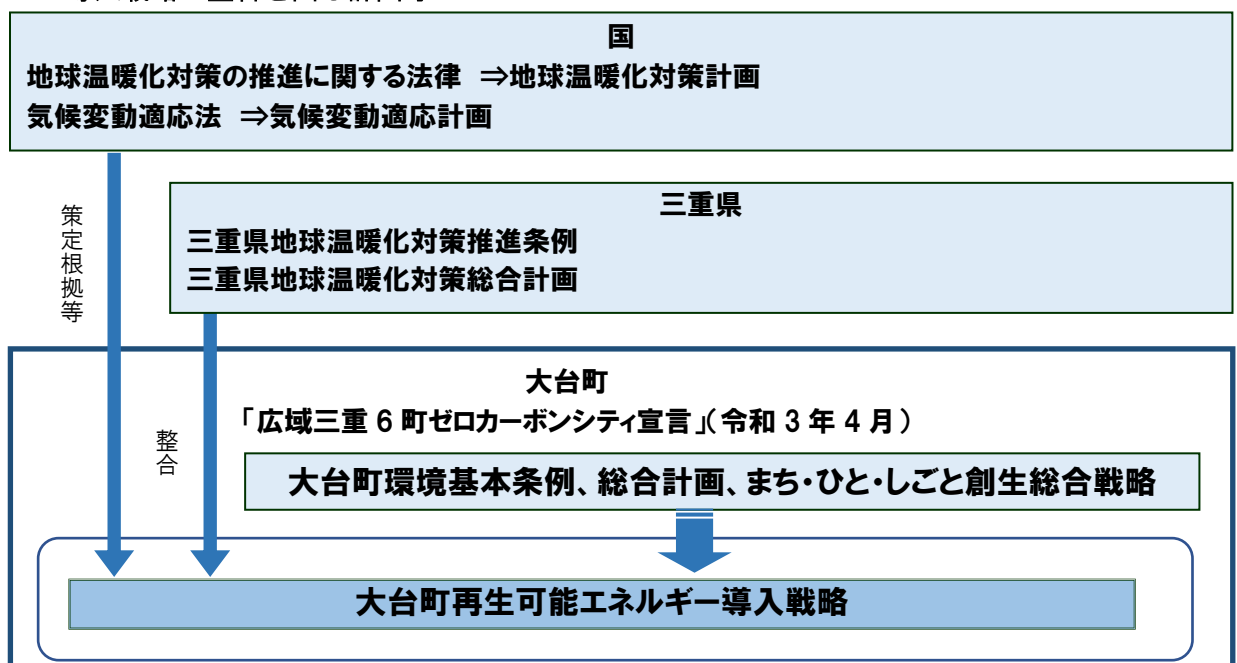 国
地球温暖化対策の推進に関する法律 ⇒地球温暖化対策計画
気候変動適応法 ⇒気候変動適応計画
策定根拠等
三重県
三重県地球温暖化対策推進条例
三重県地球温暖化対策総合計画
整合
大台町
「広域三重 6 町ゼロカーボンシティ宣言」（令和 3 年 4 月）
大台町環境基本条例、総合計画、まち・ひと・しごと創生総合戦略
大台町再生可能エネルギー導入戦略